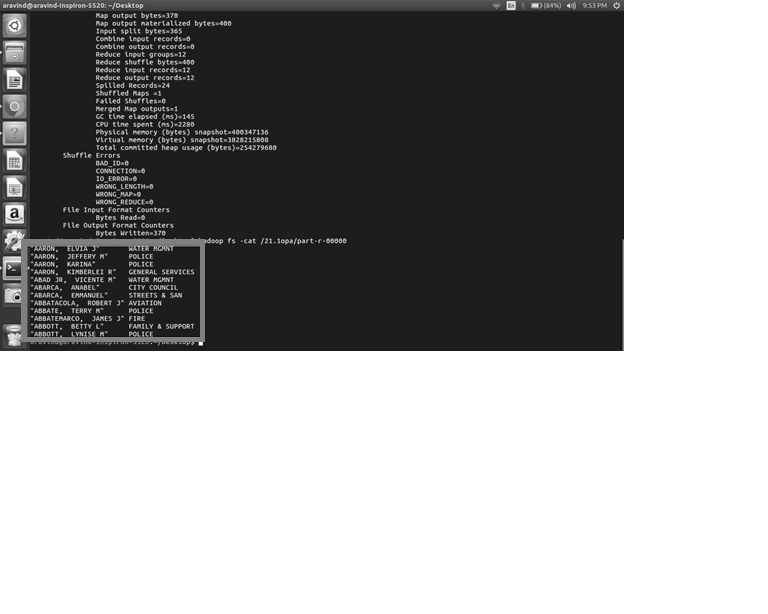 aravind@aravind-Inspiron-5520: ~/Desktop En (84%) 9:53 PM
Map output bytes=370
Map output materialized bytes=400
Input split bytes=365
Combine input records=0
Combine output records=0
Reduce input groups=12
Reduce shuffle bytes=400
Reduce input records=12
Reduce output records=12
Spilled Records=24
Shuffled Maps =1
Failed Shuffles=0
Merged Map outputs=1
GC time elapsed (ms)=145
CPU time spent (ms)=2280
Physical memory (bytes) snapshot=400347136
Virtual memory (bytes) snapshot=3828215808
Total committed heap usage (bytes)=254279680
Shuffle Errors
BAD_ID=0
CONNECTION=0
IO_ERROR=0
WRONG_LENGTH=0
WRONG_MAP=0
WRONG_REDUCE=0
File Input Format Counters
Bytes Read=0
File Output Format Counters
Bytes Written=370
fs -cat /21.1opa/part-r-00000
"AARON,  ELVIA J" WATER MGMNT
"AARON,  JEFFERY M" POLICE
"AARON,  KARINA" POLICE
"AARON,  KIMBERLEI R" GENERAL SERVICES
"ABAD JR,  VICENTE M" WATER MGMNT
"ABARCA,  ANABEL" CITY COUNCIL
"ABARCA,  EMMANUEL" STREETS & SAN
"ABBATACOLA,  ROBERT J" AVIATION
"ABBATE,  TERRY M" POLICE
"ABBATEMARCO,  JAMES J" FIRE
"ABBOTT,  BETTY L" FAMILY & SUPPORT
"ABBOTT,  LYNISE M" POLICE
aravind@aravind-Inspiron-5520:~/Desktop$